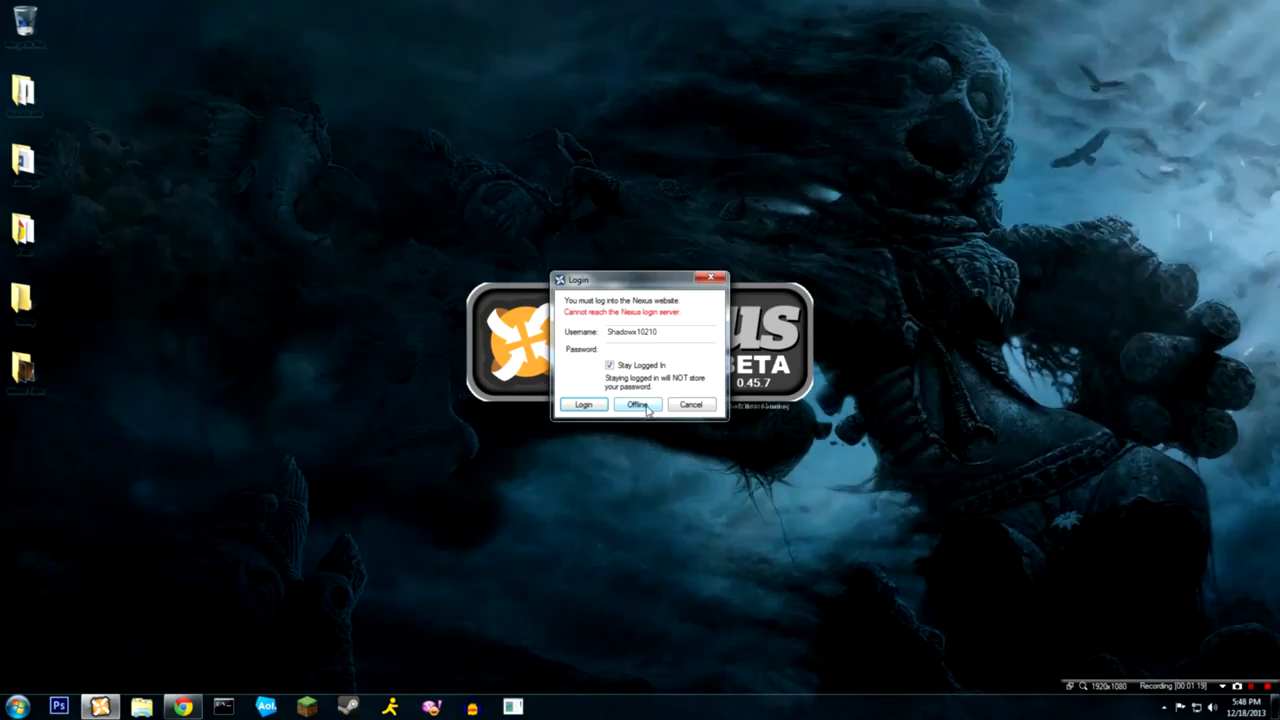 Login
You must log into the Nexus website.
Cannot reach the Nexus login server.
Username: Shadowx10210
Password:
Stay Logged In
Staying logged in will NOT store
your password.
Login Offline Cancel
us
BETA
0.45.7
1920x1080 Recording [00:01:19]
Ps
Aol.
5:48 PM
12/18/2013